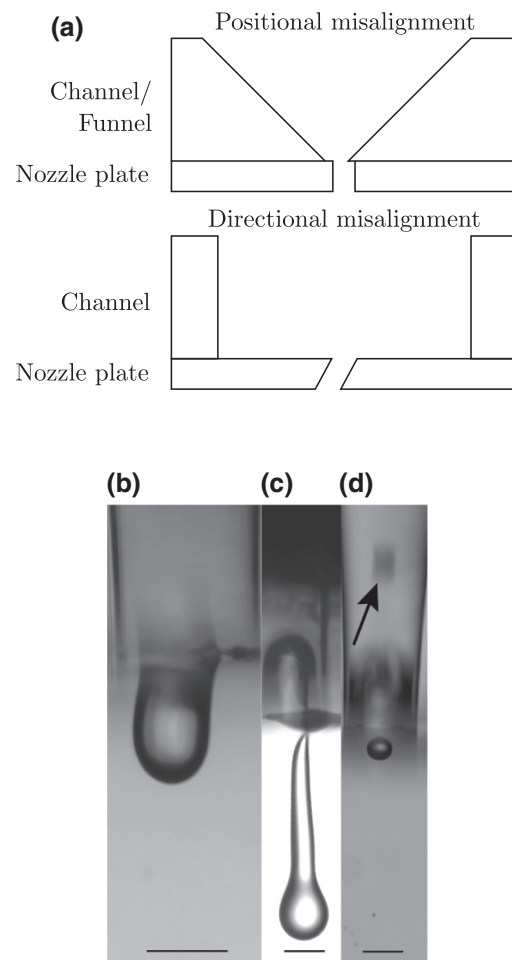 (a)
Positional misalignment
Channel/
Funnel
Nozzle plate
Directional misalignment
Channel
Nozzle plate
(b)
(c)
(d)